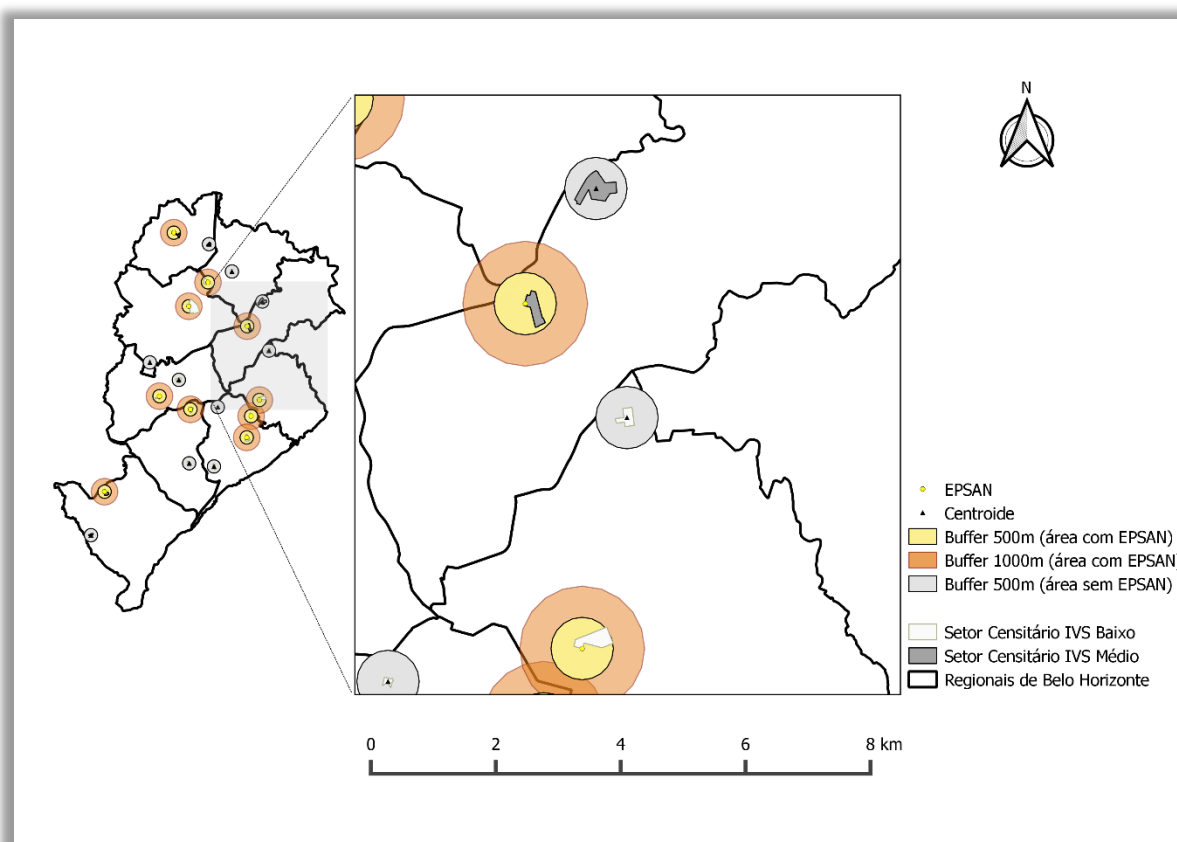 N
EPSAN
Centroide
Buffer 500m (área com EPSAN)
Buffer 1000m (área com EPSAN)
Buffer 500m (área sem EPSAN)
Setor Censitário IVS Baixo
Setor Censitário IVS Médio
Regionais de Belo Horizonte
0 2 4 6 8 km